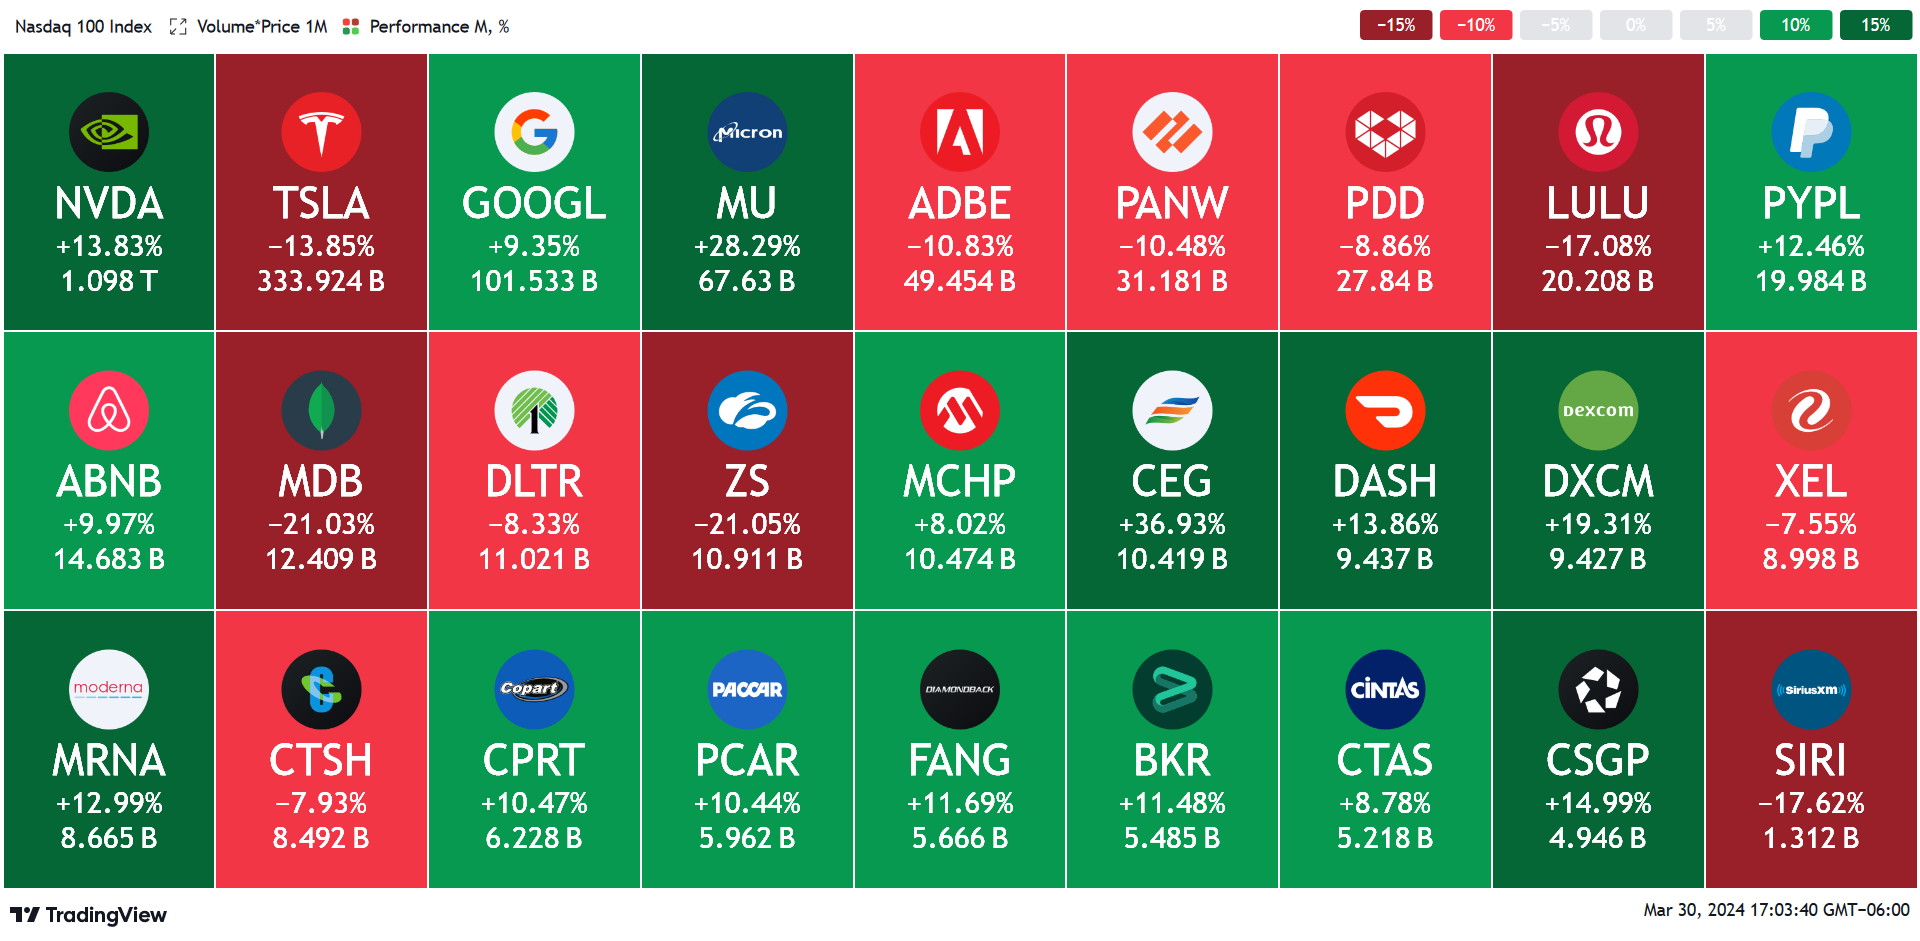 Nasdaq 100 Index Volume*Price 1M Performance M, %
−15% −10% −5% 0% 5% 10% 15%
NVDA
+13.83%
1.098 T
TSLA
−13.85%
333.924 B
GOOGL
+9.35%
101.533 B
Micron
MU
+28.29%
67.63 B
ADBE
−10.83%
49.454 B
PANW
−10.48%
31.181 B
PDD
−8.86%
27.84 B
LULU
−17.08%
20.208 B
PYPL
+12.46%
19.984 B
ABNB
+9.97%
14.683 B
MDB
−21.03%
12.409 B
DLTR
−8.33%
11.021 B
ZS
−21.05%
10.911 B
MCHP
+8.02%
10.474 B
CEG
+36.93%
10.419 B
DASH
+13.86%
9.437 B
Dexcom
DXCM
+19.31%
9.427 B
XEL
−7.55%
8.998 B
moderna
MRNA
+12.99%
8.665 B
CTSH
−7.93%
8.492 B
Copart
CPRT
+10.47%
6.228 B
PACCAR
PCAR
+10.44%
5.962 B
DIAMONDBACK
FANG
+11.69%
5.666 B
BKR
+11.48%
5.485 B
CINTAS
CTAS
+8.78%
5.218 B
CSGP
+14.99%
4.946 B
SiriusXM
SIRI
−17.62%
1.312 B
TradingView
Mar 30, 2024 17:03:40 GMT−06:00